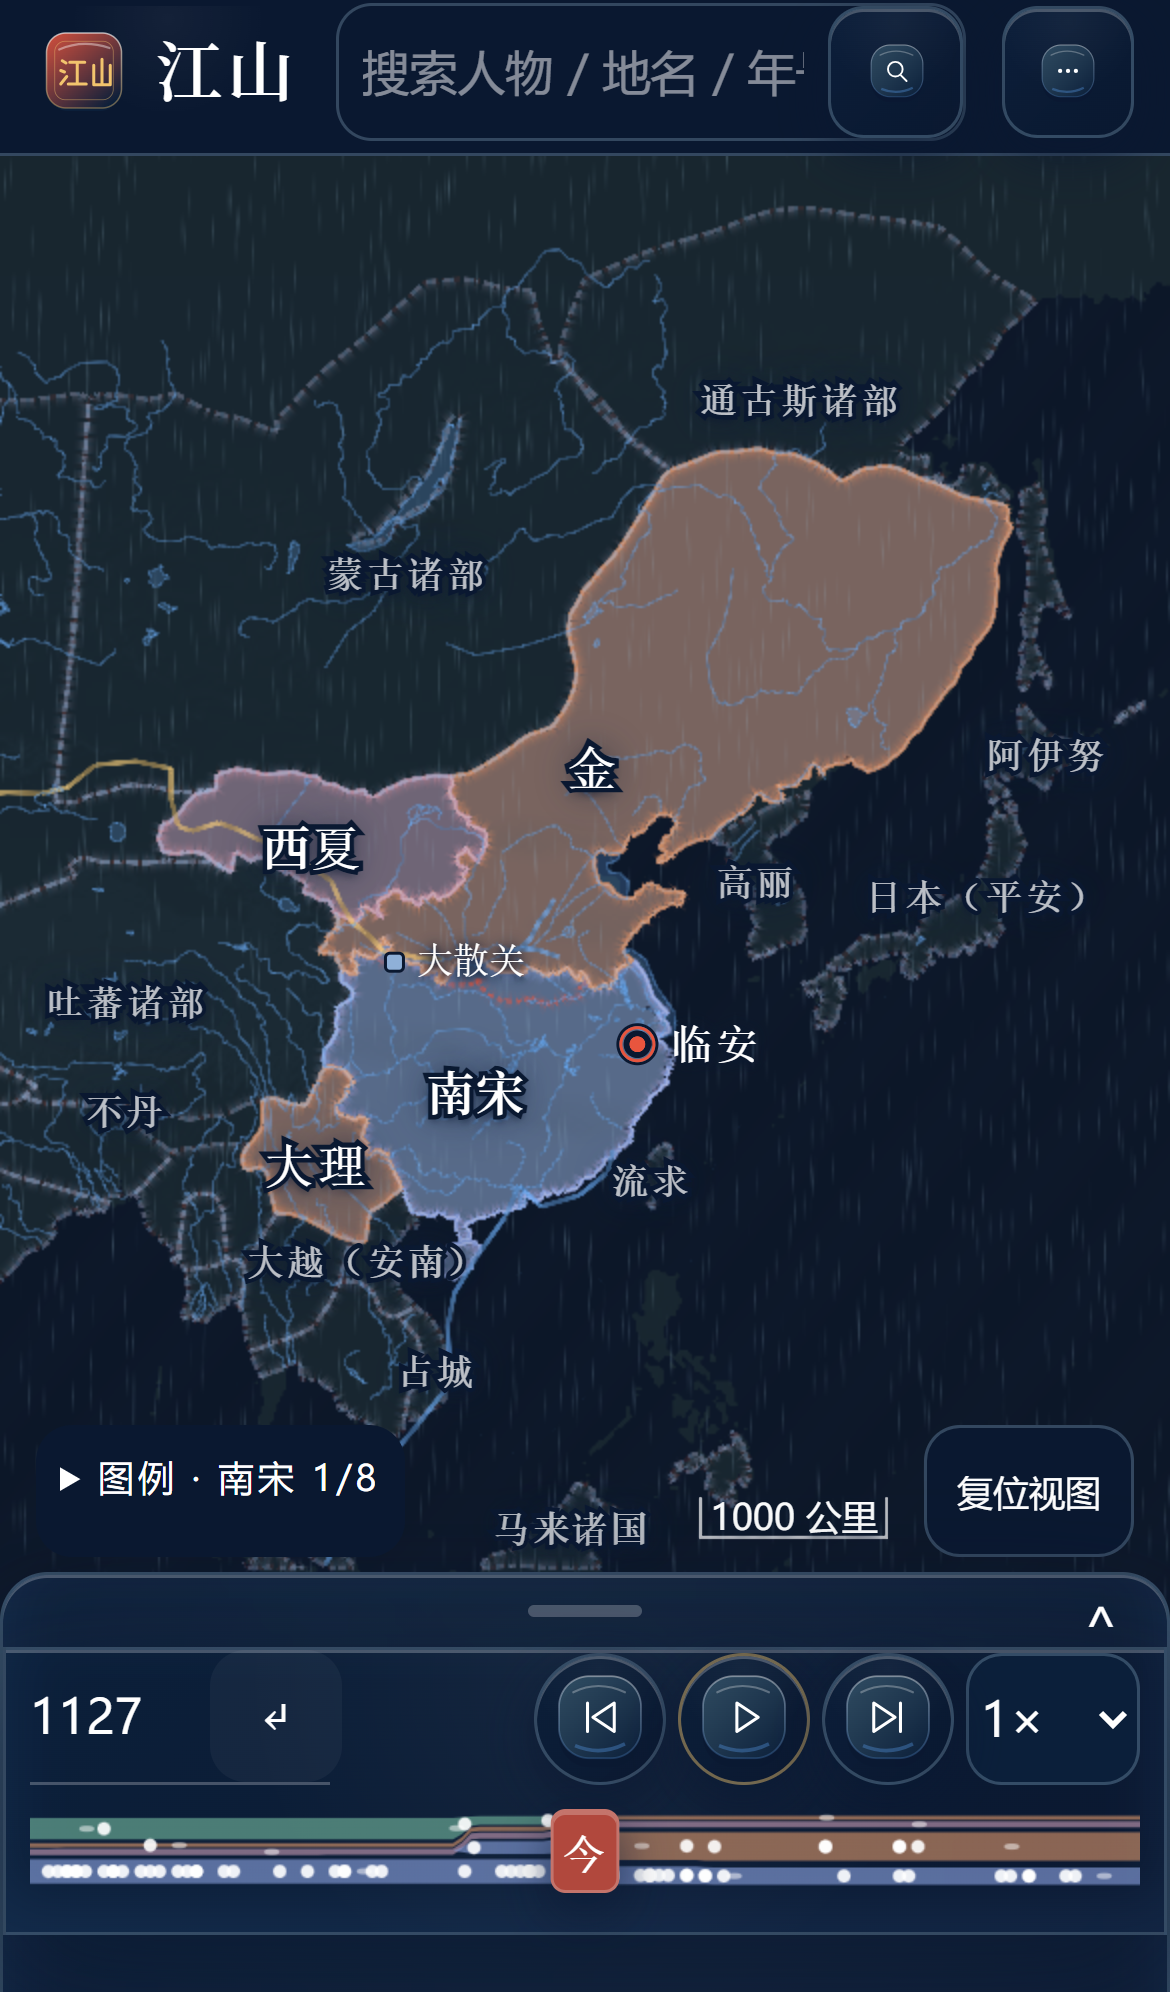 江山
江山
搜索人物 / 地名 / 年
通古斯诸部
蒙古诸部
金
阿伊努
西夏
高丽
日本（平安）
大散关
吐蕃诸部
临安
南宋
不丹
大理
流求
大越（安南）
占城
▶ 图例 · 南宋 1/8
复位视图
1000 公里
马来诸国
1127
1×
今